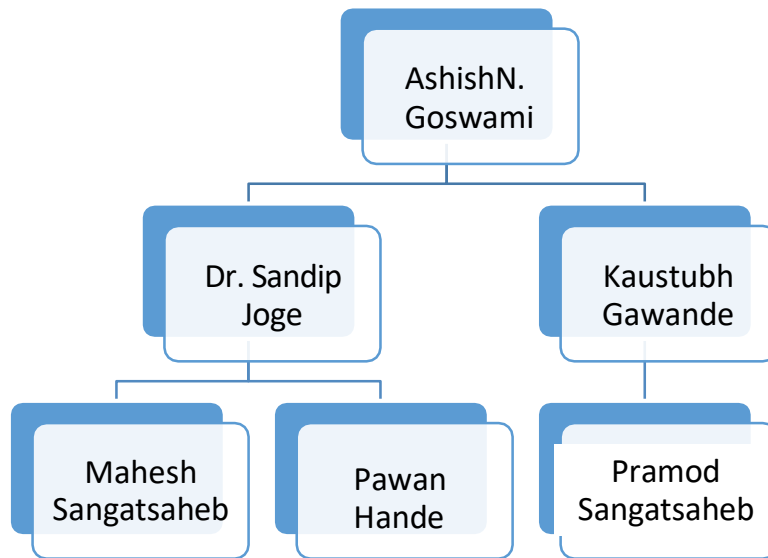 AshishN.
Goswami
Dr. Sandip
Joge
Kaustubh
Gawande
Mahesh
Sangatsaheb
Pawan
Hande
Pramod
Sangatsaheb